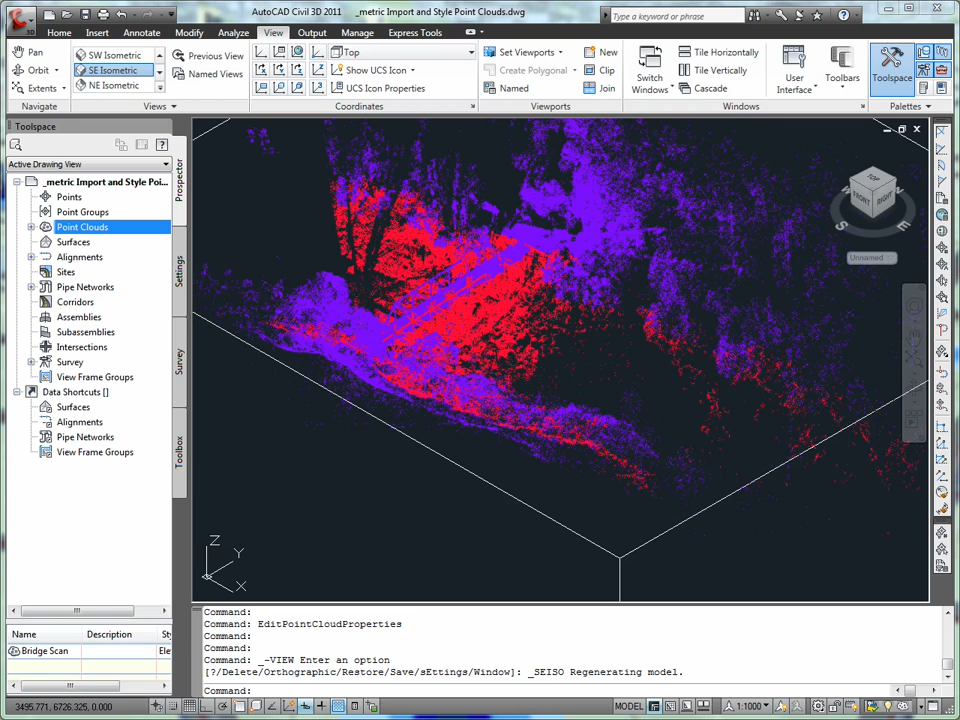 AutoCAD Civil 3D 2011 _metric Import and Style Point Clouds.dwg
Type a keyword or phrase
Home Insert Annotate Modify Analyze View Output Manage Express Tools
Pan
Orbit
Extents
Navigate
SW Isometric
SE Isometric
NE Isometric
Previous View
Named Views
Views
Top
Show UCS Icon
UCS Icon Properties
Coordinates
Set Viewports
Create Polygonal
Named
New
Clip
Join
Viewports
Switch
Windows
Tile Horizontally
Tile Vertically
Cascade
Windows
User
Interface
Toolbars
Toolspace
Palettes
Toolspace
Active Drawing View
_metric Import and Style Poi...
Points
Point Groups
Point Clouds
Surfaces
Alignments
Sites
Pipe Networks
Corridors
Assemblies
Subassemblies
Intersections
Survey
View Frame Groups
Data Shortcuts []
Surfaces
Alignments
Pipe Networks
View Frame Groups
Prospector
Settings
Survey
Toolbox
Name Description Sty
Bridge Scan Ele
TOP
FRONT
RIGHT
W
S
E
Unnamed
Z
Y
X
Command:
Command: EditPointCloudProperties
Command:
Command:
Command: _-VIEW Enter an option
[?/Delete/Orthographic/Restore/Save/sEttings/Window]: _SEISO Regenerating model.
Command:
3495.771, 6726.325, 0.000
MODEL
1:1000